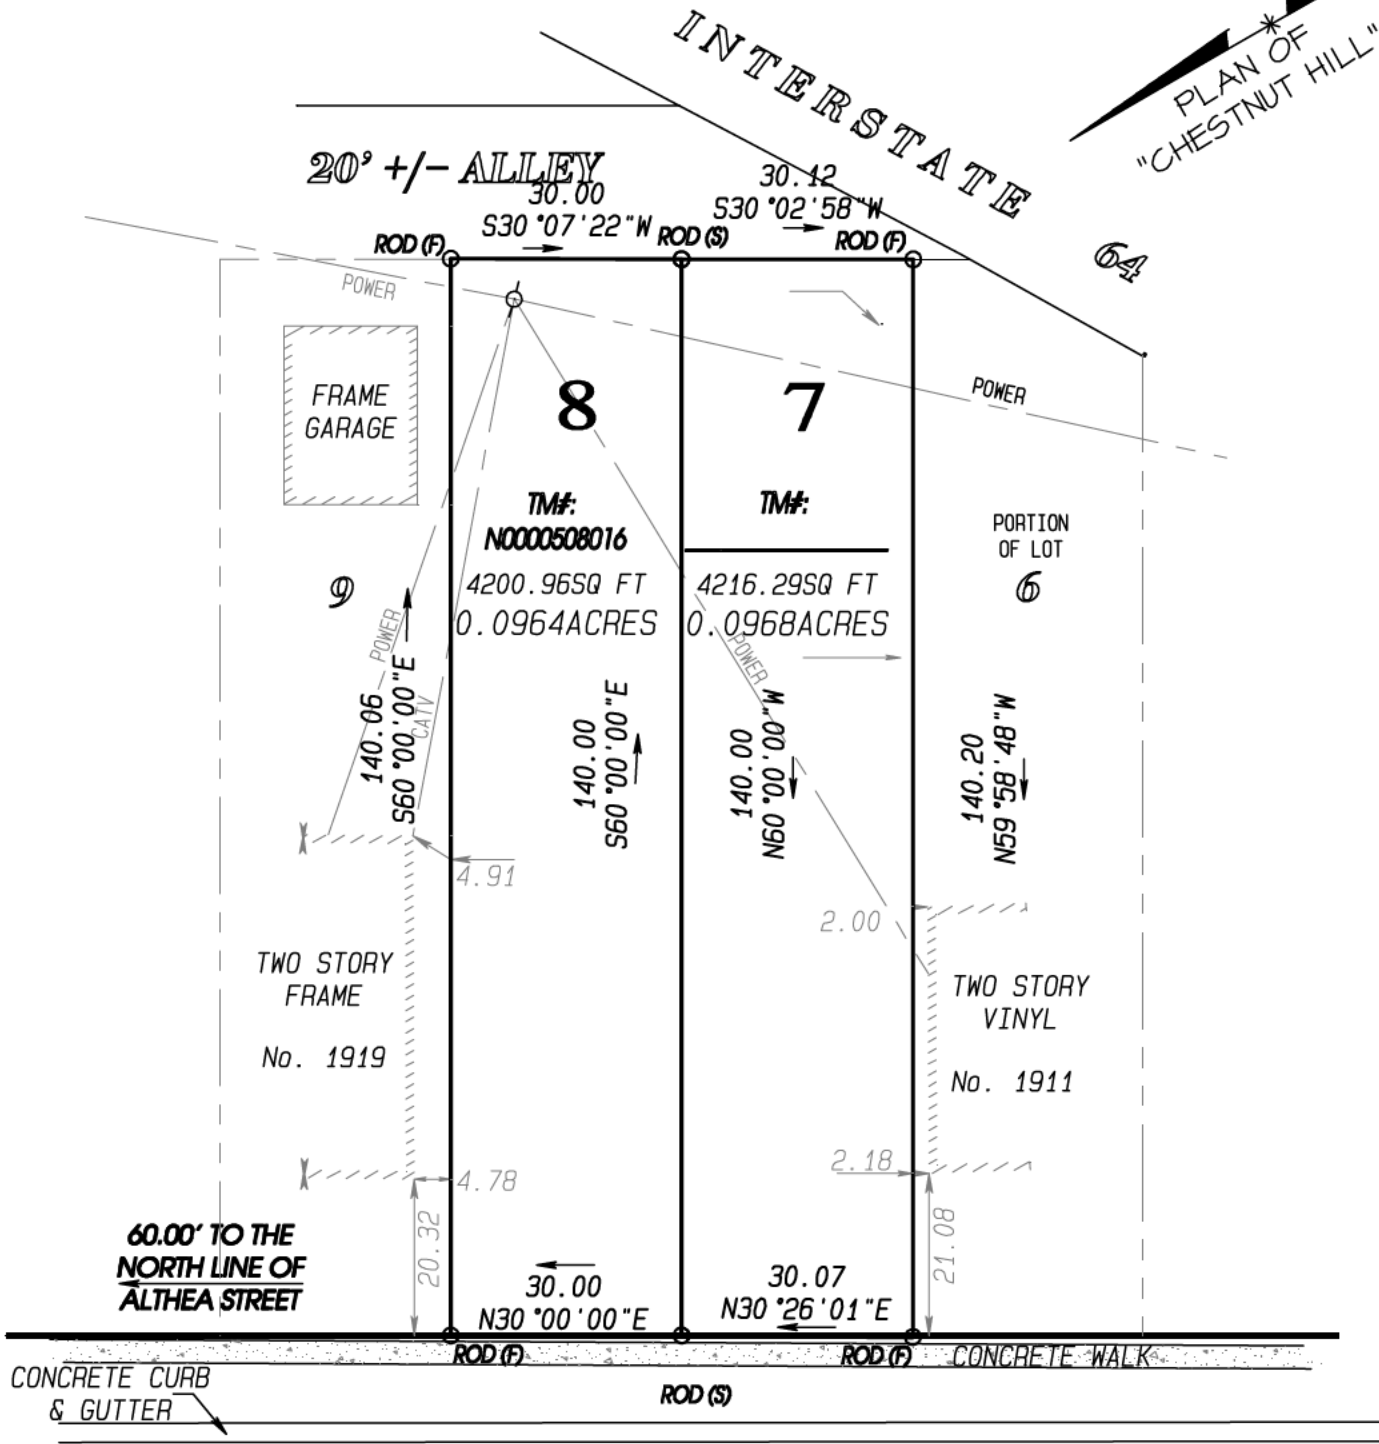 INTERSTATE
64
PLAN OF
"CHESTNUT HILL"
20' +/- ALLEY
30.00
S30°07'22"W
30.12
S30°02'58"W
ROD (F)
ROD (S)
ROD (F)
POWER
POWER
FRAME
GARAGE
8
7
TM#:
N0000508016
TM#:
4200.96SQ FT
0.0964ACRES
4216.29SQ FT
0.0968ACRES
PORTION
OF LOT
6
9
POWER
CATV
POWER
140.06
S60°00'00"E
140.00
S60°00'00"E
140.00
N60°00'00"W
140.20
N59°58'48"W
4.91
2.00
TWO STORY
FRAME
No. 1919
TWO STORY
VINYL
No. 1911
4.78
2.18
20.32
21.08
60.00' TO THE
NORTH LINE OF
ALTHEA STREET
30.00
N30°00'00"E
30.07
N30°26'01"E
ROD (F)
ROD (F)
CONCRETE WALK
ROD (S)
CONCRETE CURB
& GUTTER